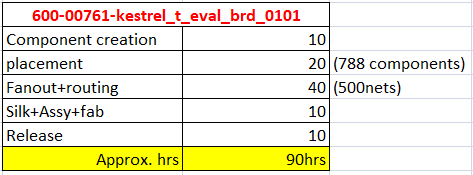 600-00761-kestrel_t_eval_brd_0101
Component creation 10
placement 20 (788 components)
Fanout+routing 40 (500nets)
Silk+Assy+fab 10
Release 10
Approx. hrs 90hrs